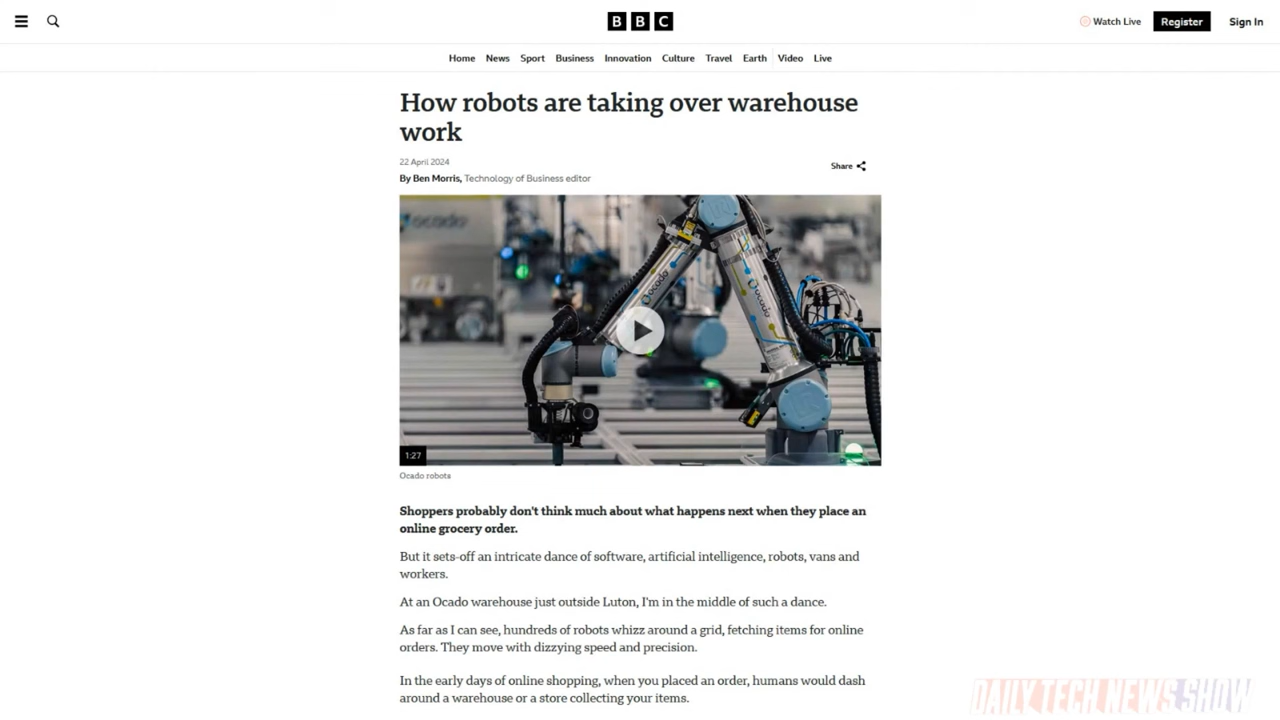 BBC
Watch Live
Register
Sign In
Home News Sport Business Innovation Culture Travel Earth Video Live
How robots are taking over warehouse
work
22 April 2024
Share
By Ben Morris, Technology of Business editor
ocado
ocado
ocado
1:27
Ocado robots
Shoppers probably don't think much about what happens next when they place an
online grocery order.
But it sets-off an intricate dance of software, artificial intelligence, robots, vans and
workers.
At an Ocado warehouse just outside Luton, I'm in the middle of such a dance.
As far as I can see, hundreds of robots whizz around a grid, fetching items for online
orders. They move with dizzying speed and precision.
In the early days of online shopping, when you placed an order, humans would dash
around a warehouse or a store collecting your items.
DAILY TECH NEWS SHOW